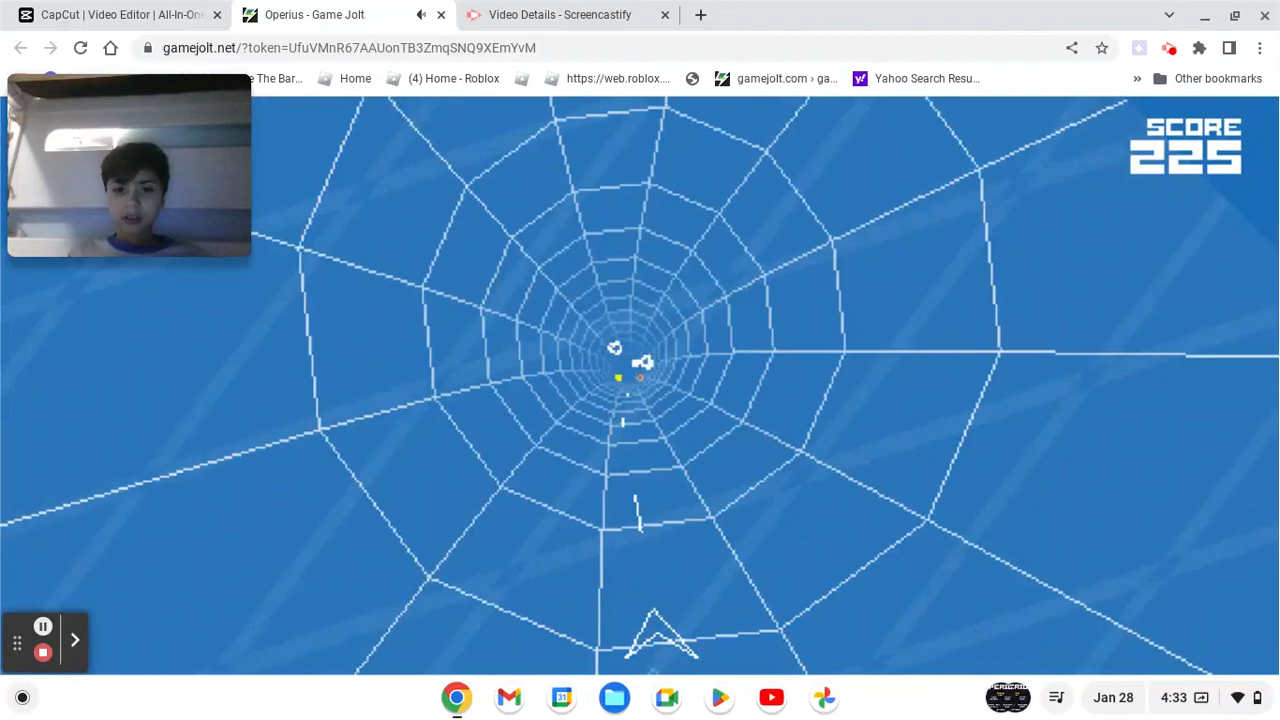 CapCut | Video Editor | All-In-One
Operius - Game Jolt
Video Details - Screencastify
gamejolt.net/?token=UfuVMnR67AAUonTB3ZmqSNQ9XEmYvM
The Bar…
Home
(4) Home - Roblox
https://web.roblox.…
gamejolt.com › ga…
Yahoo Search Resu…
Other bookmarks
SCORE
225
31
Jan 28
4:33